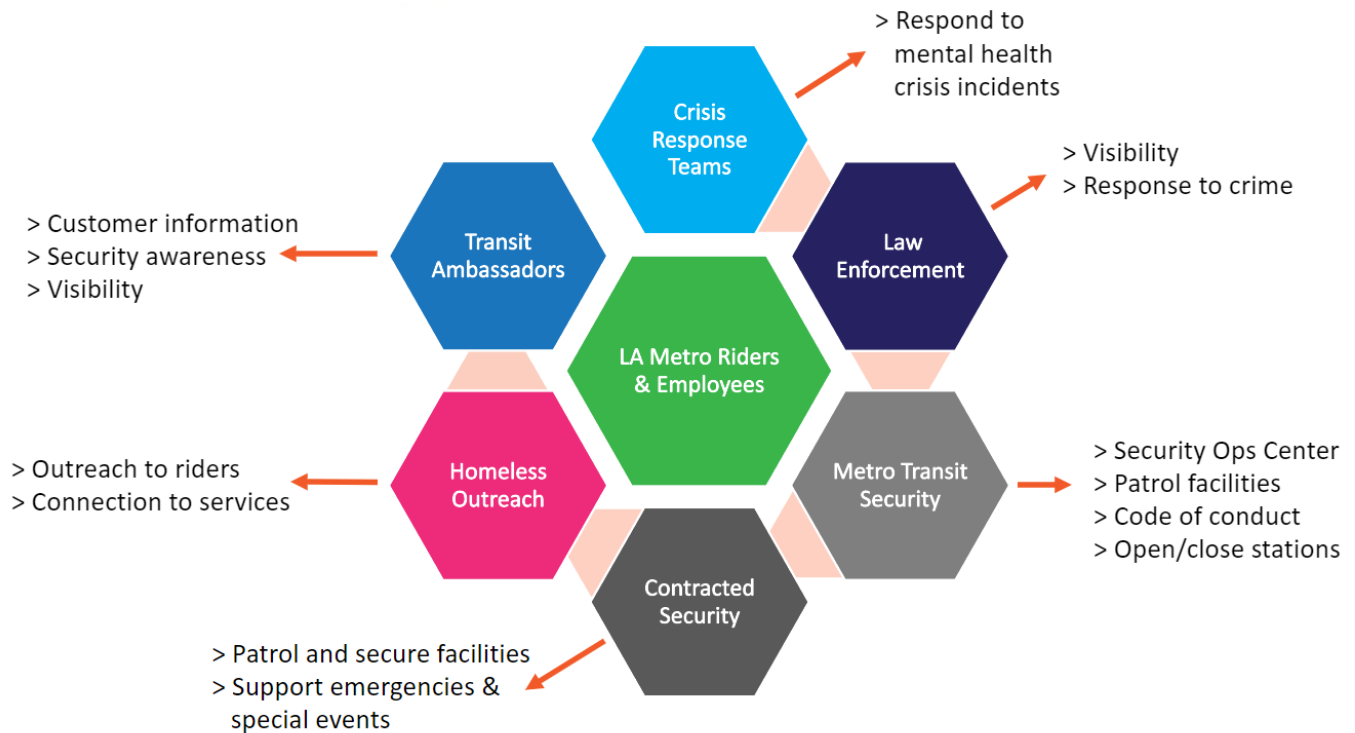 > Respond to
mental health
crisis incidents
Crisis
Response
Teams
> Visibility
> Response to crime
Law
Enforcement
> Customer information
> Security awareness
> Visibility
Transit
Ambassadors
LA Metro Riders
& Employees
> Outreach to riders
> Connection to services
Homeless
Outreach
Metro Transit
Security
> Security Ops Center
> Patrol facilities
> Code of conduct
> Open/close stations
Contracted
Security
> Patrol and secure facilities
> Support emergencies &
special events